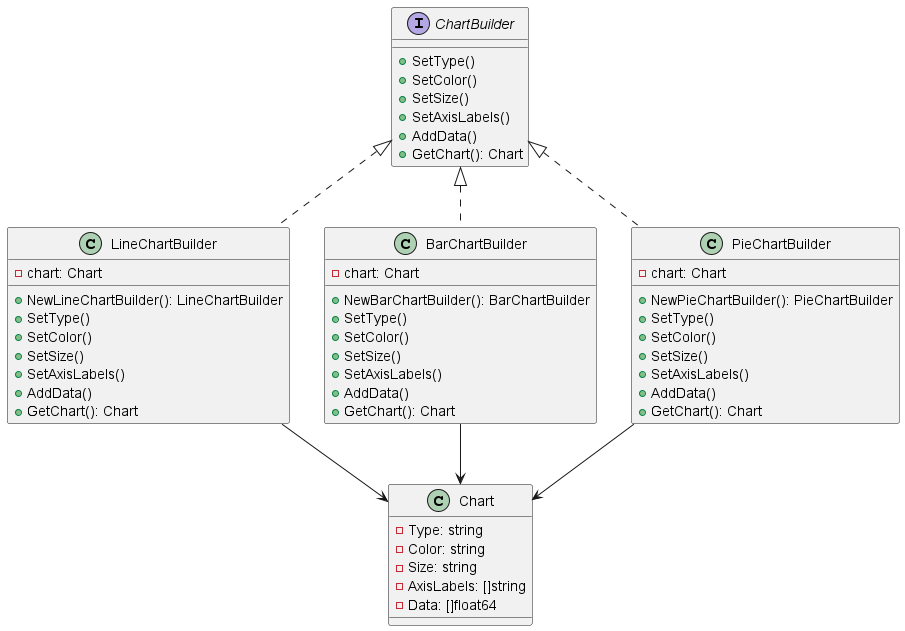 I ChartBuilder
SetType()
SetColor()
SetSize()
SetAxisLabels()
AddData()
GetChart(): Chart
C LineChartBuilder
chart: Chart
NewLineChartBuilder(): LineChartBuilder
SetType()
SetColor()
SetSize()
SetAxisLabels()
AddData()
GetChart(): Chart
C BarChartBuilder
chart: Chart
NewBarChartBuilder(): BarChartBuilder
SetType()
SetColor()
SetSize()
SetAxisLabels()
AddData()
GetChart(): Chart
C PieChartBuilder
chart: Chart
NewPieChartBuilder(): PieChartBuilder
SetType()
SetColor()
SetSize()
SetAxisLabels()
AddData()
GetChart(): Chart
C Chart
Type: string
Color: string
Size: string
AxisLabels: []string
Data: []float64